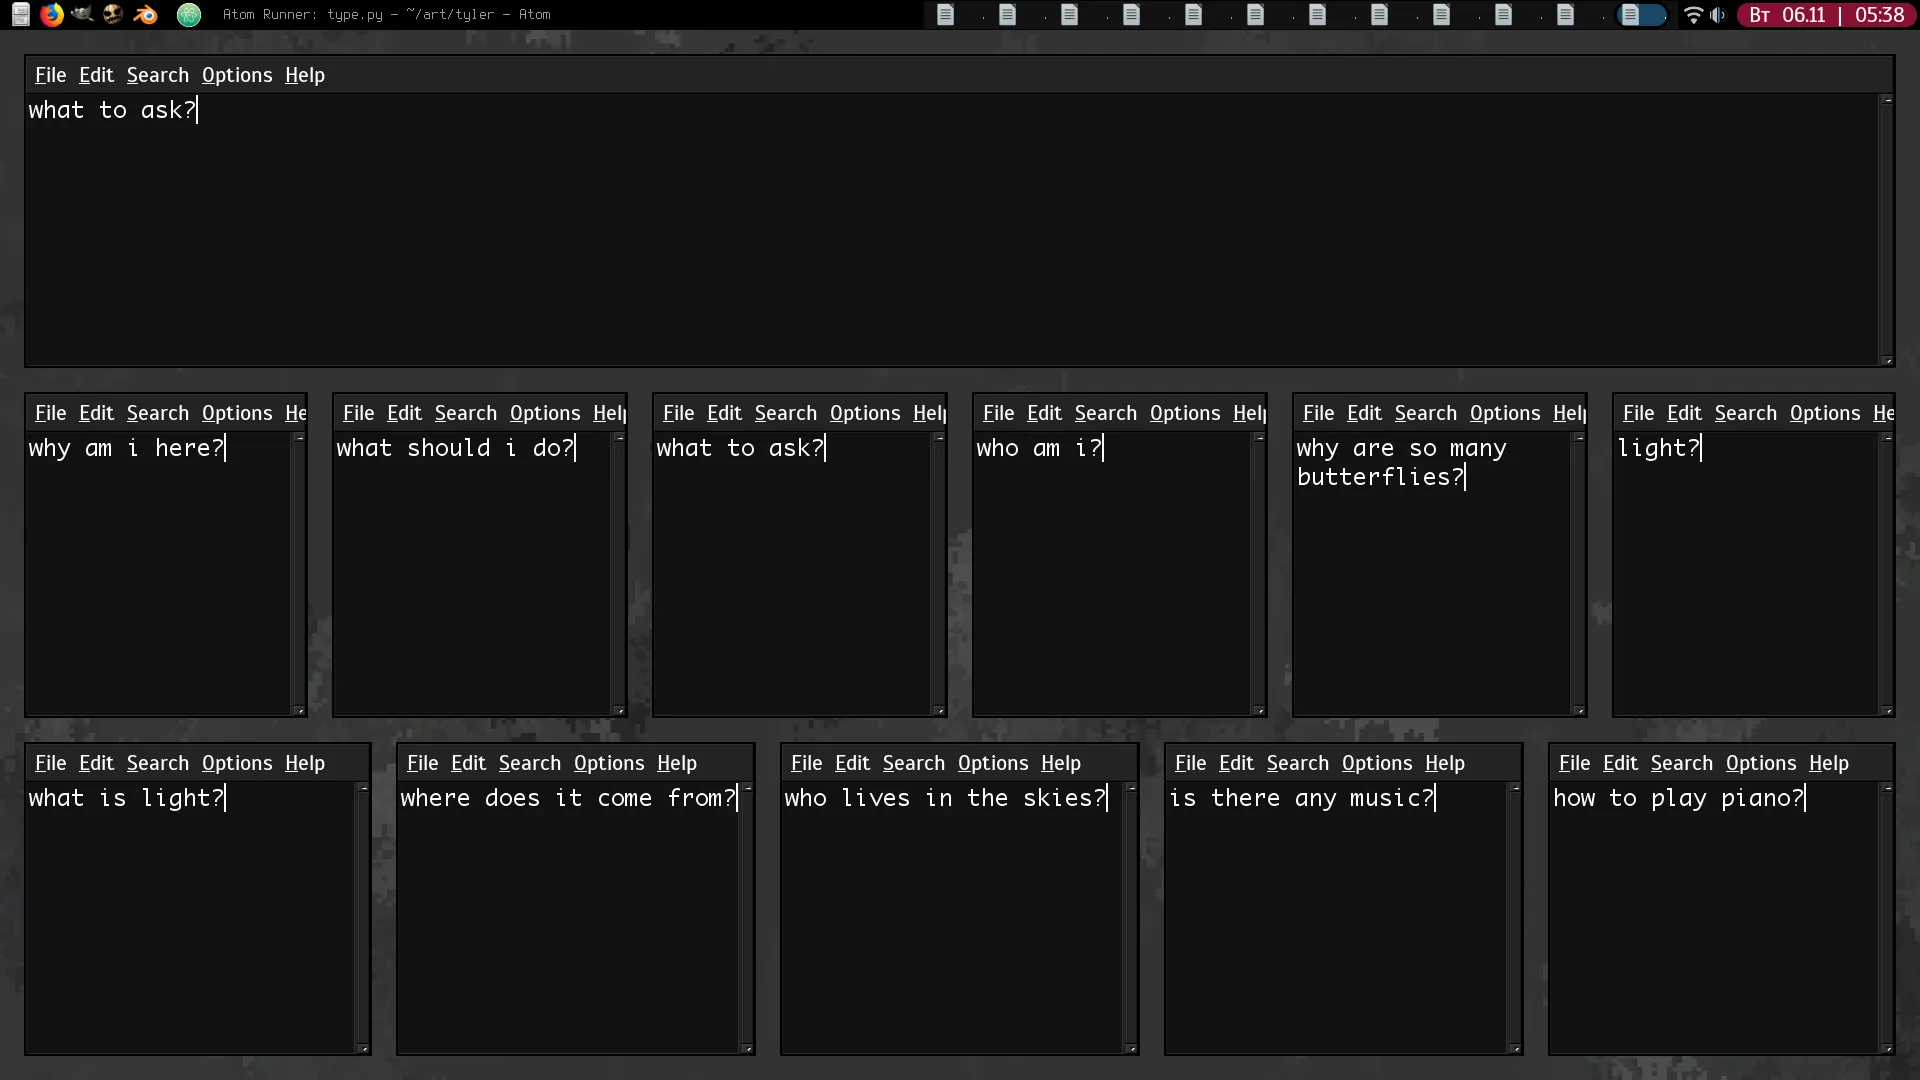 Atom Runner: type.py — ~/art/tyler — Atom
Вт 06.11 | 05:38
File Edit Search Options Help
what to ask?
File Edit Search Options He
why am i here?
File Edit Search Options Help
what should i do?
File Edit Search Options Help
what to ask?
File Edit Search Options Help
who am i?
File Edit Search Options Help
why are so many
butterflies?
File Edit Search Options He
light?
File Edit Search Options Help
what is light?
File Edit Search Options Help
where does it come from?
File Edit Search Options Help
who lives in the skies?
File Edit Search Options Help
is there any music?
File Edit Search Options Help
how to play piano?